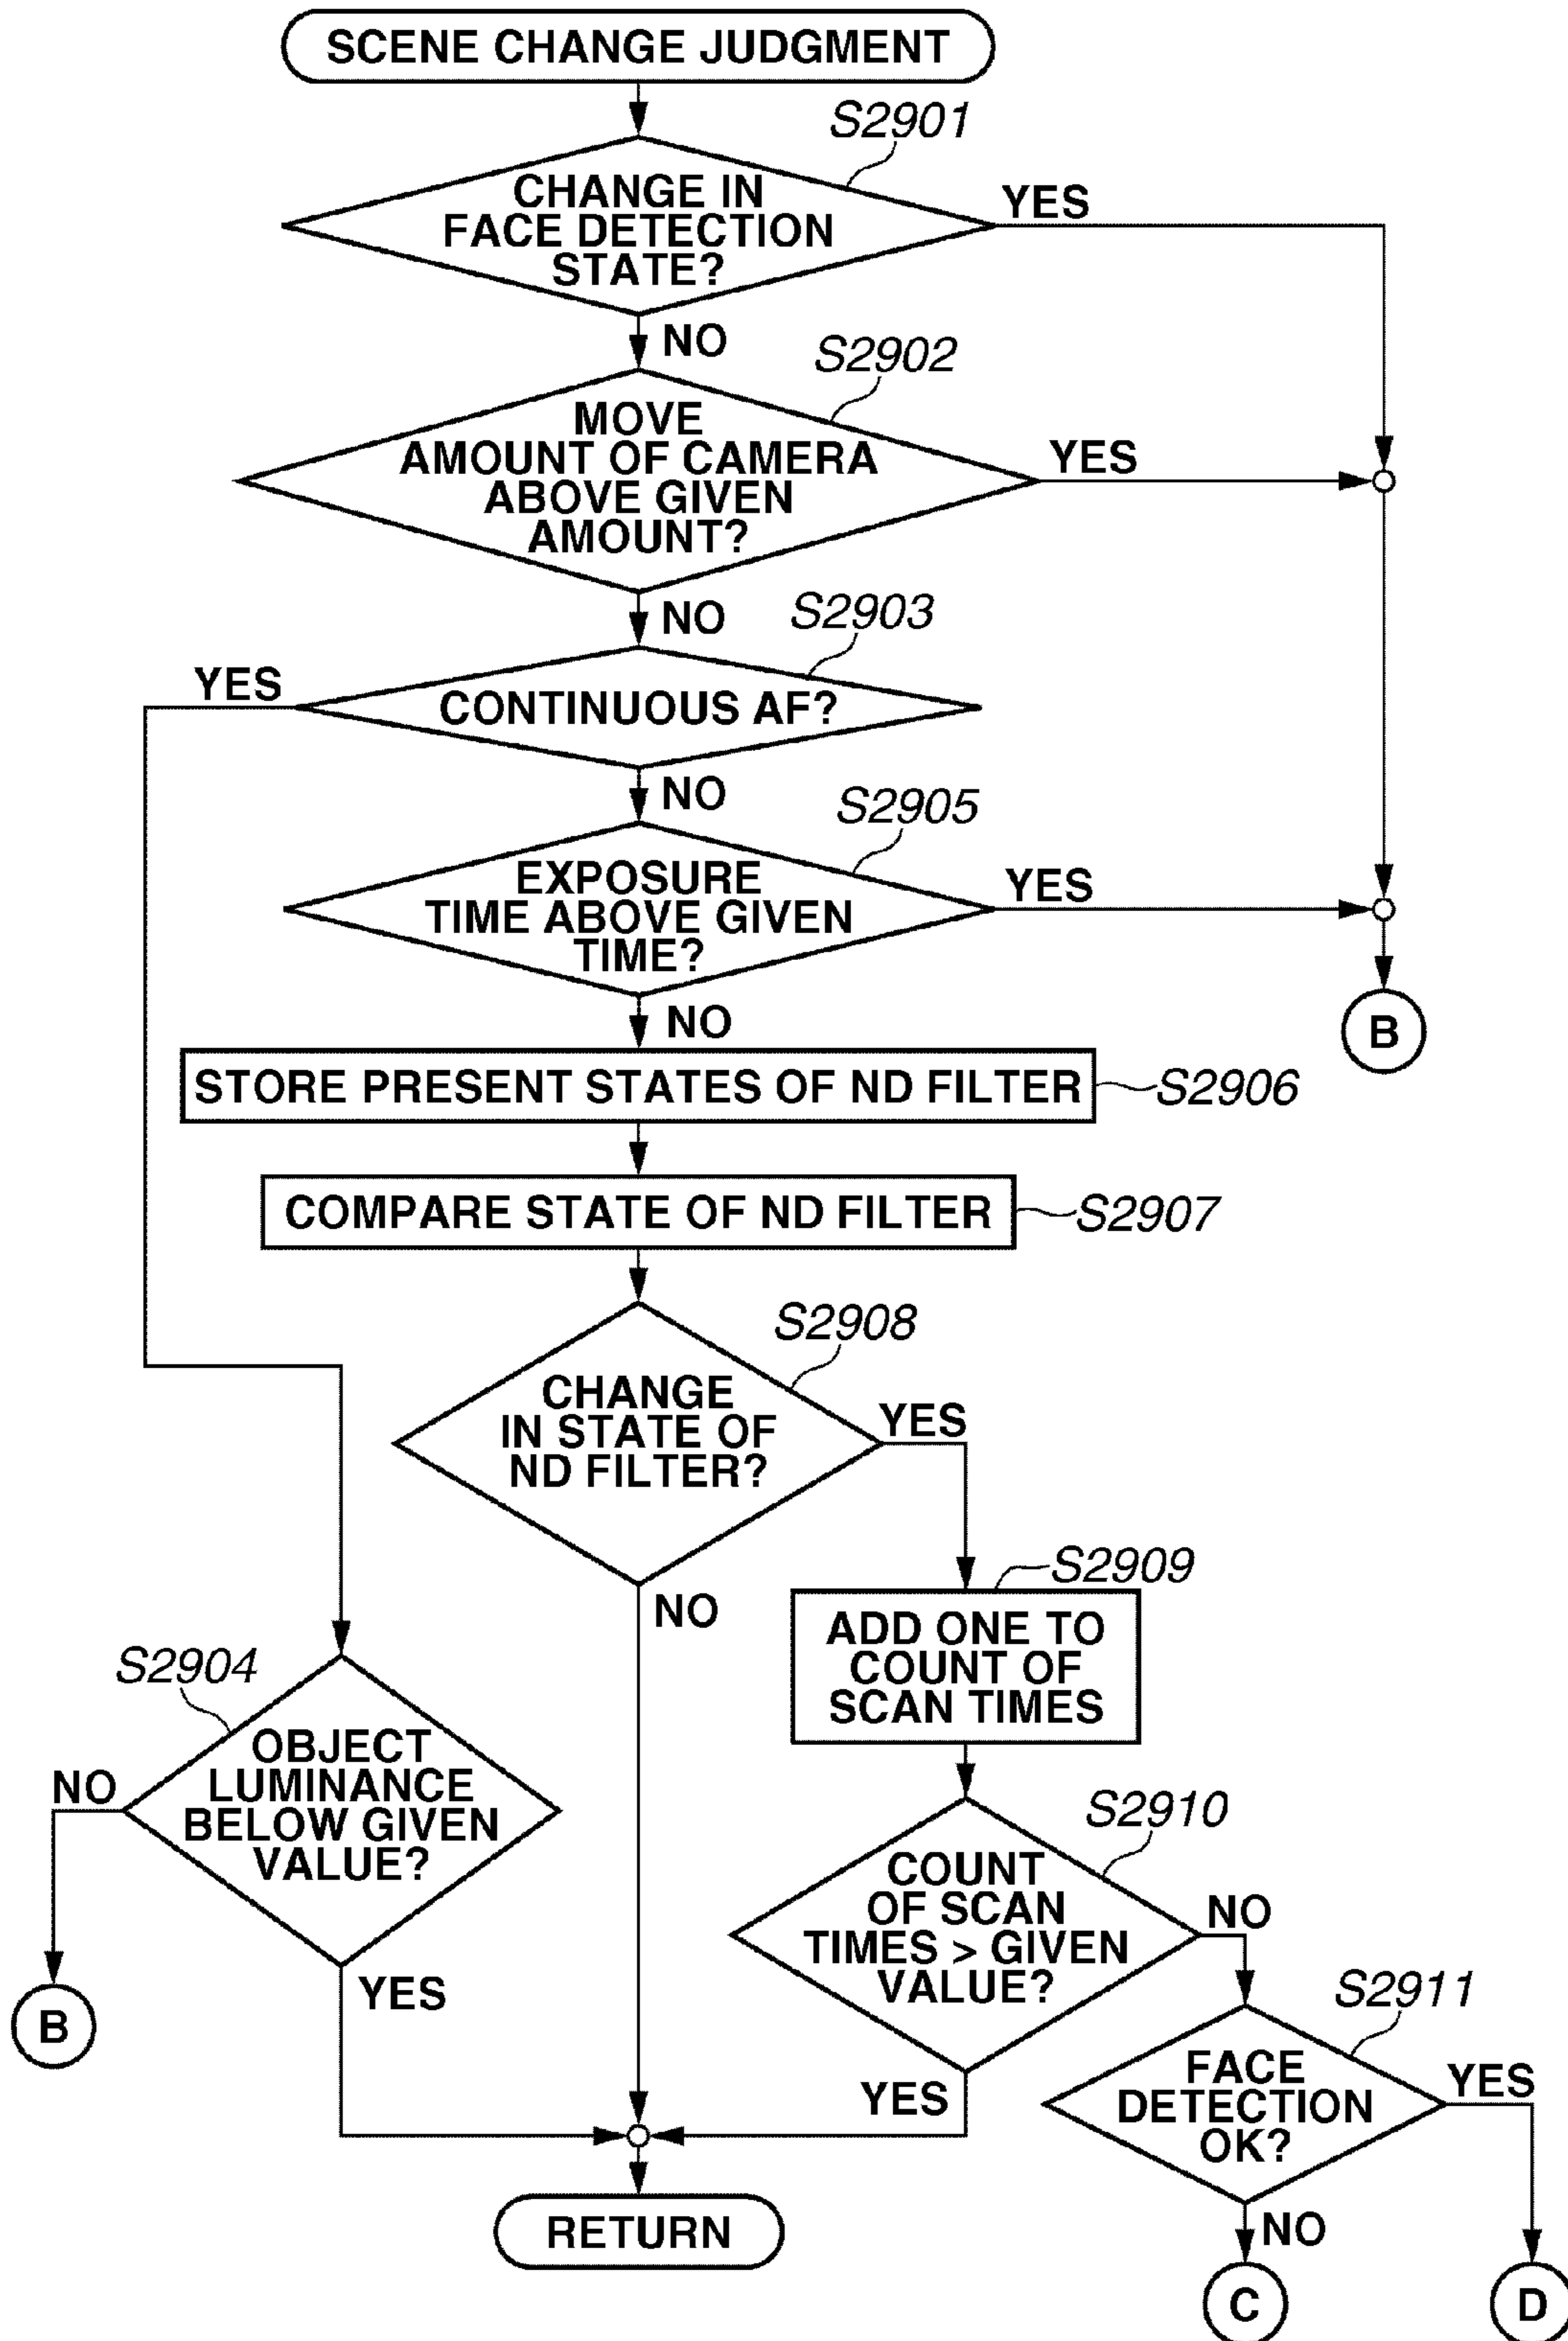 SCENE CHANGE JUDGMENT
S2901
CHANGE IN
FACE DETECTION
STATE?
YES
NO
S2902
MOVE
AMOUNT OF CAMERA
ABOVE GIVEN
AMOUNT?
YES
NO
S2903
YES
CONTINUOUS AF?
NO
S2905
EXPOSURE
TIME ABOVE GIVEN
TIME?
YES
NO
B
STORE PRESENT STATES OF ND FILTER
S2906
COMPARE STATE OF ND FILTER
S2907
S2908
CHANGE
IN STATE OF
ND FILTER?
YES
NO
S2909
ADD ONE TO
COUNT OF
SCAN TIMES
S2904
OBJECT
LUMINANCE
BELOW GIVEN
VALUE?
NO
B
YES
S2910
COUNT
OF SCAN
TIMES > GIVEN
VALUE?
NO
YES
S2911
FACE
DETECTION
OK?
YES
NO
RETURN
C
D